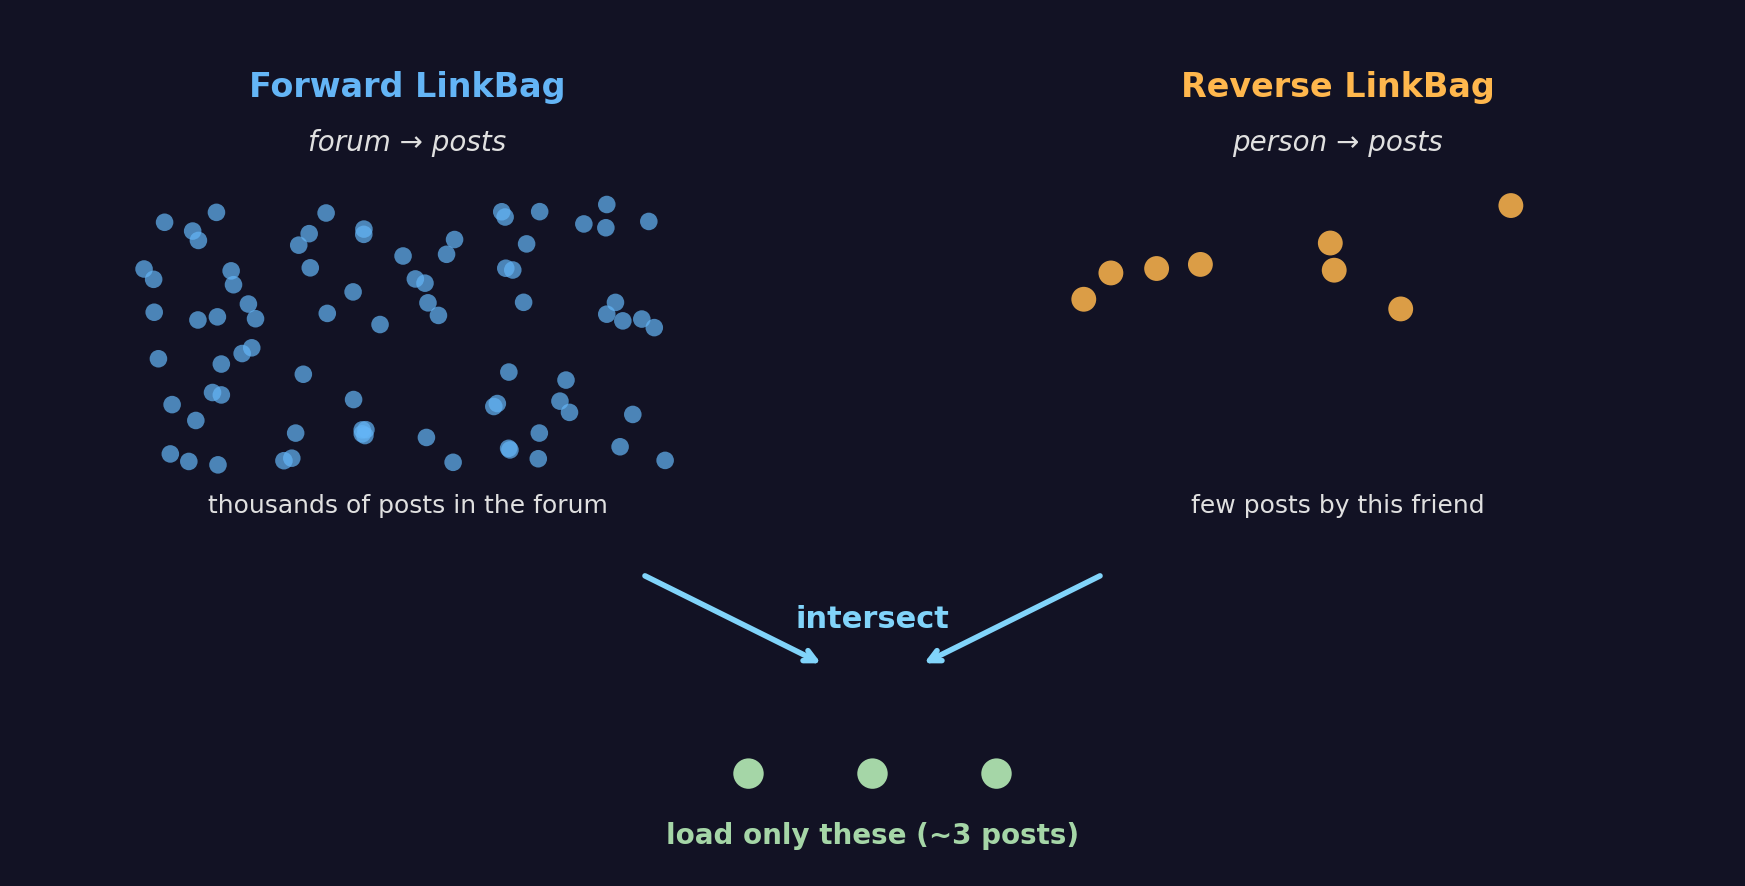 Forward LinkBag
forum → posts
thousands of posts in the forum
Reverse LinkBag
person → posts
few posts by this friend
intersect
load only these (~3 posts)